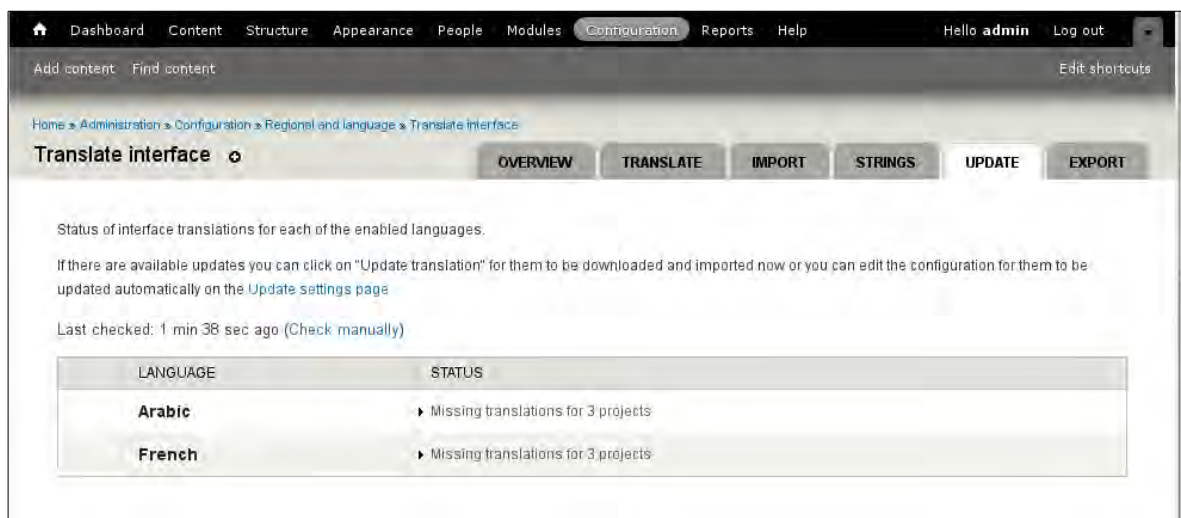 Dashboard Content Structure Appearance People Modules Configuration Reports Help Hello admin Log out
Add content Find content Edit shortcuts
Home » Administration » Configuration » Regional and language » Translate interface
Translate interface OVERVIEW TRANSLATE IMPORT STRINGS UPDATE EXPORT
Status of interface translations for each of the enabled languages.
If there are available updates you can click on "Update translation" for them to be downloaded and imported now or you can edit the configuration for them to be
updated automatically on the Update settings page
Last checked: 1 min 38 sec ago (Check manually)
LANGUAGE STATUS
Arabic Missing translations for 3 projects
French Missing translations for 3 projects